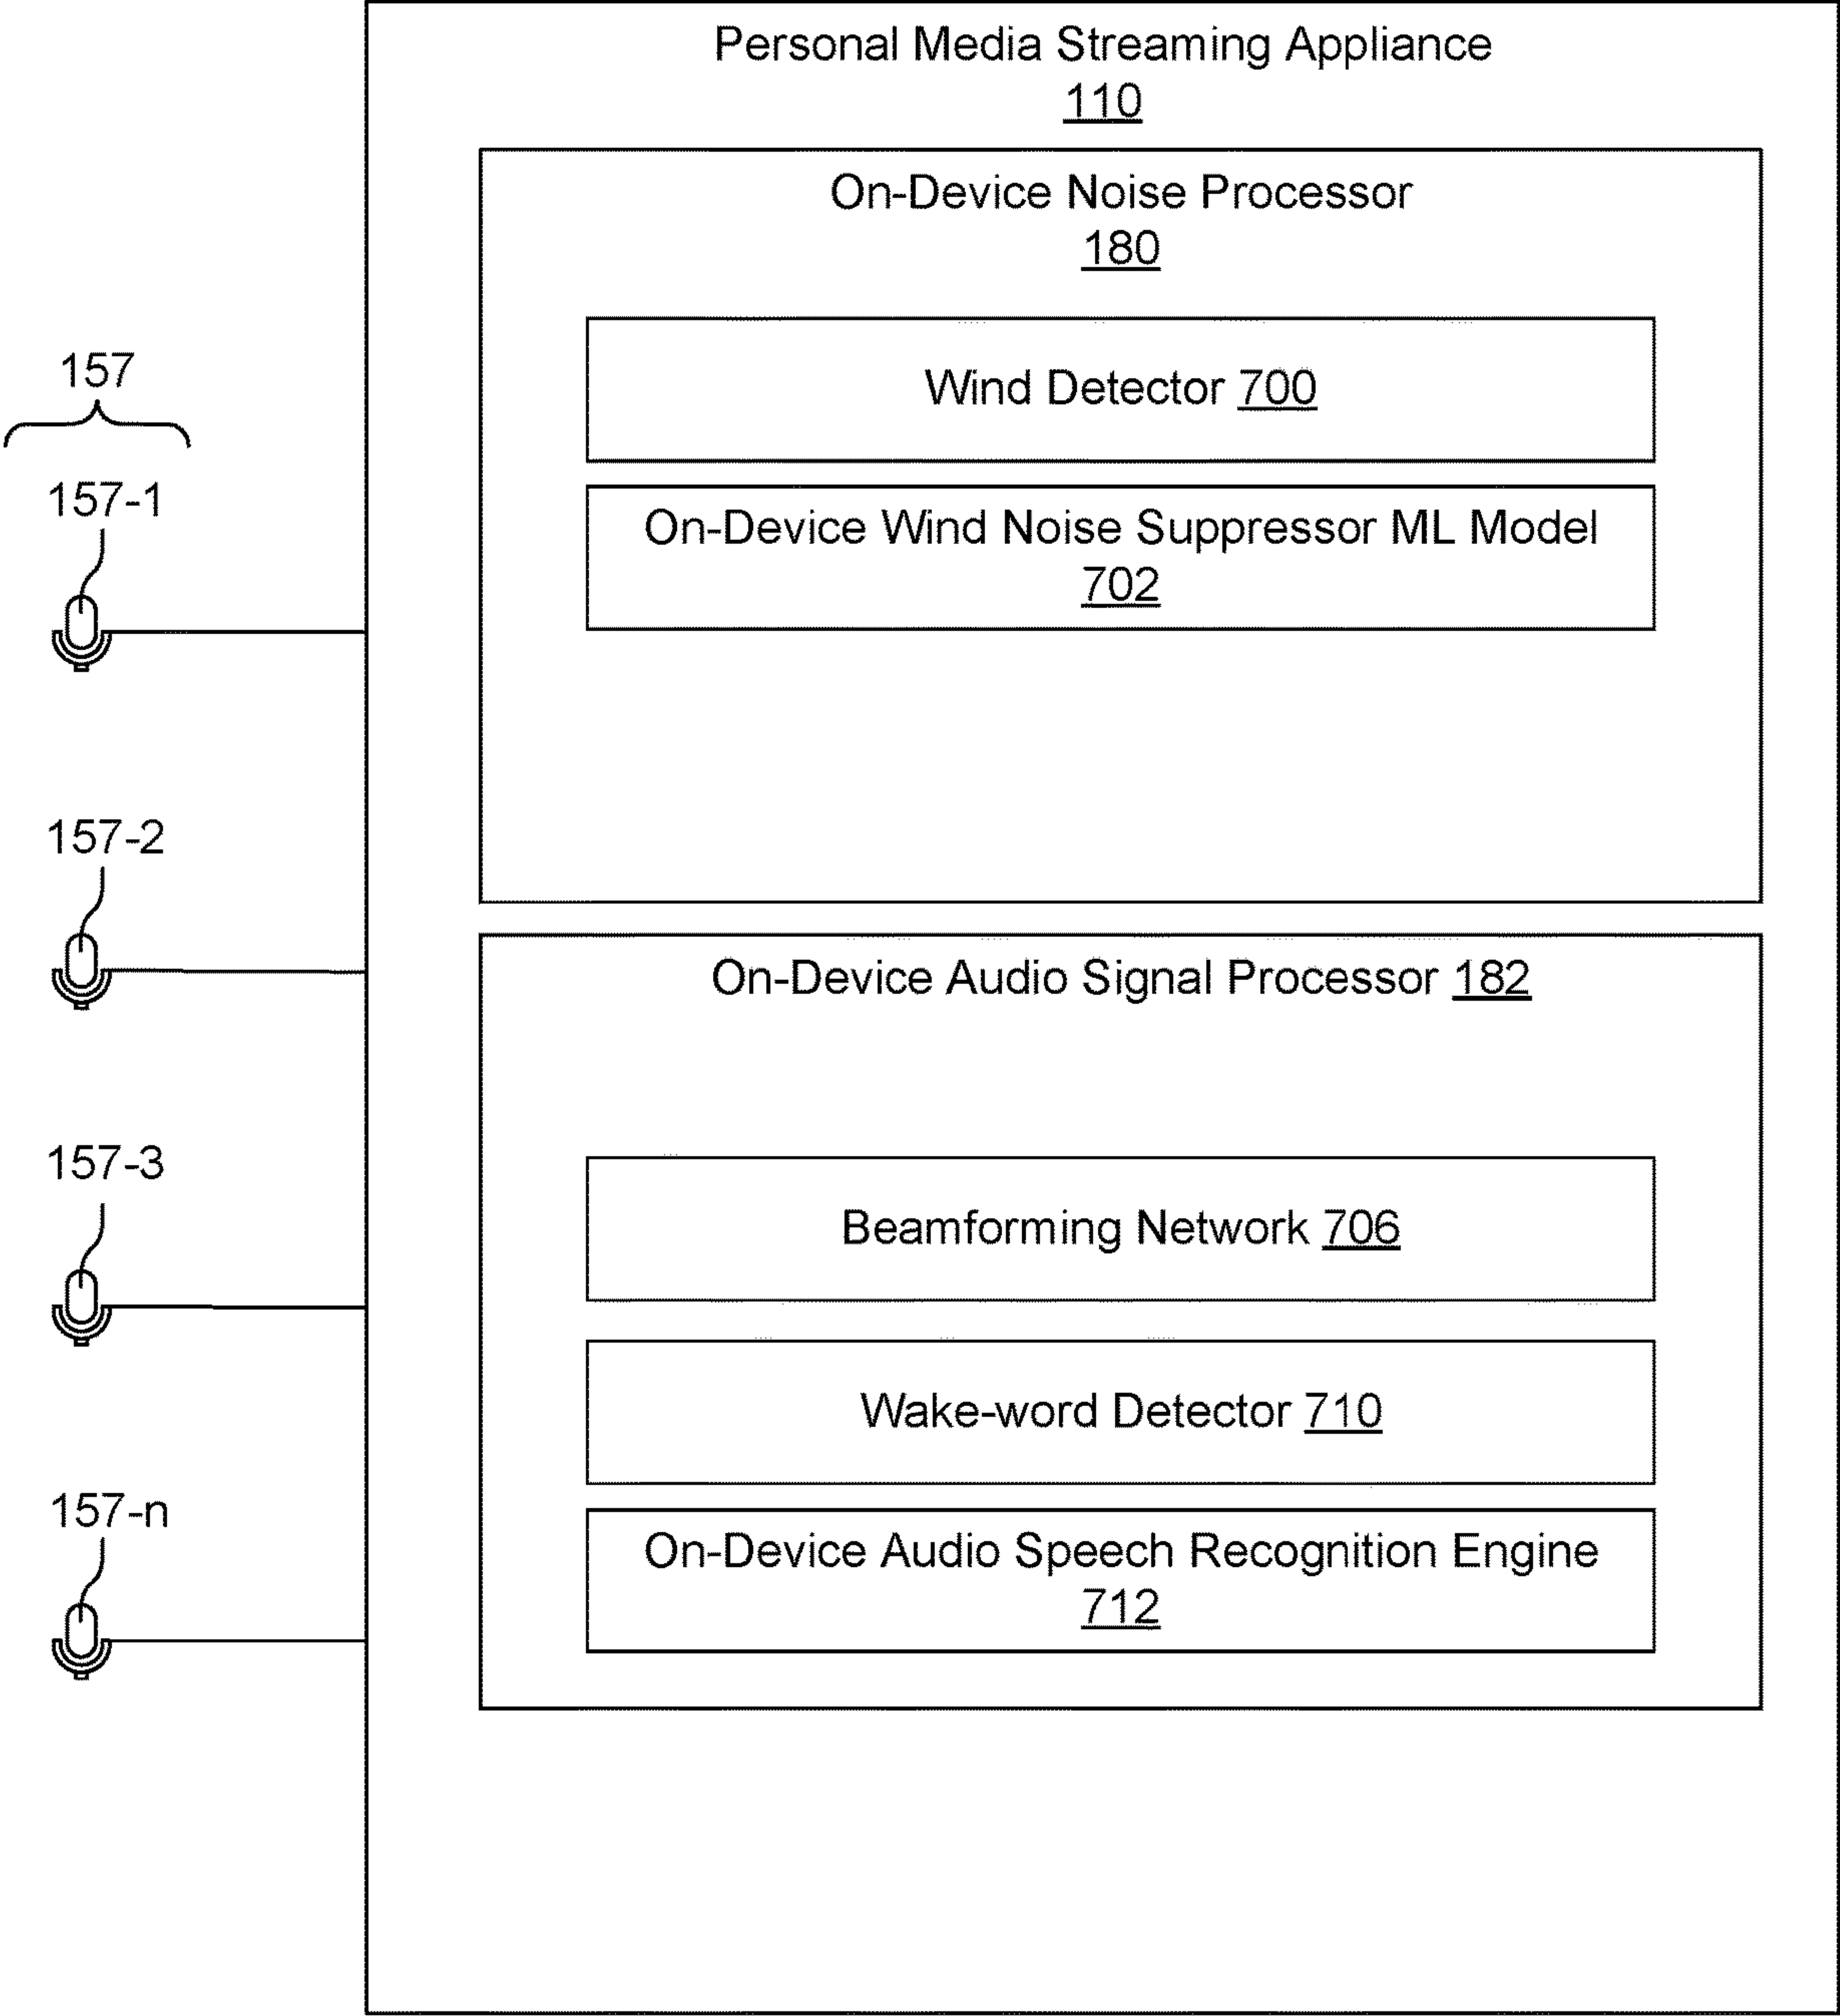 Personal Media Streaming Appliance
110
On-Device Noise Processor
180
Wind Detector 700
On-Device Wind Noise Suppressor ML Model
702
157
157-1
157-2
157-3
157-n
On-Device Audio Signal Processor 182
Beamforming Network 706
Wake-word Detector 710
On-Device Audio Speech Recognition Engine
712